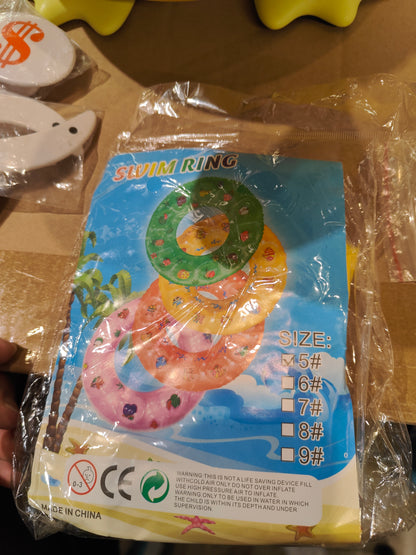 $
SWIM RING
SIZE:
5#
6#
7#
8#
9#
0-3
CE
WARNING:THIS IS NOT A LIFE SAVING DEVICE FILL
WITHCOLD AIR ONLY DO NOT OVER INFLATE
USE HIGH PRESSURE AIR TO INFLATE.
WARNING ONLY TO BE USED IN WATER IN WHICH
THE CHILD IS WITHIN ITS DEPTH AND UNDER
SUPERVISION
MADE IN CHINA